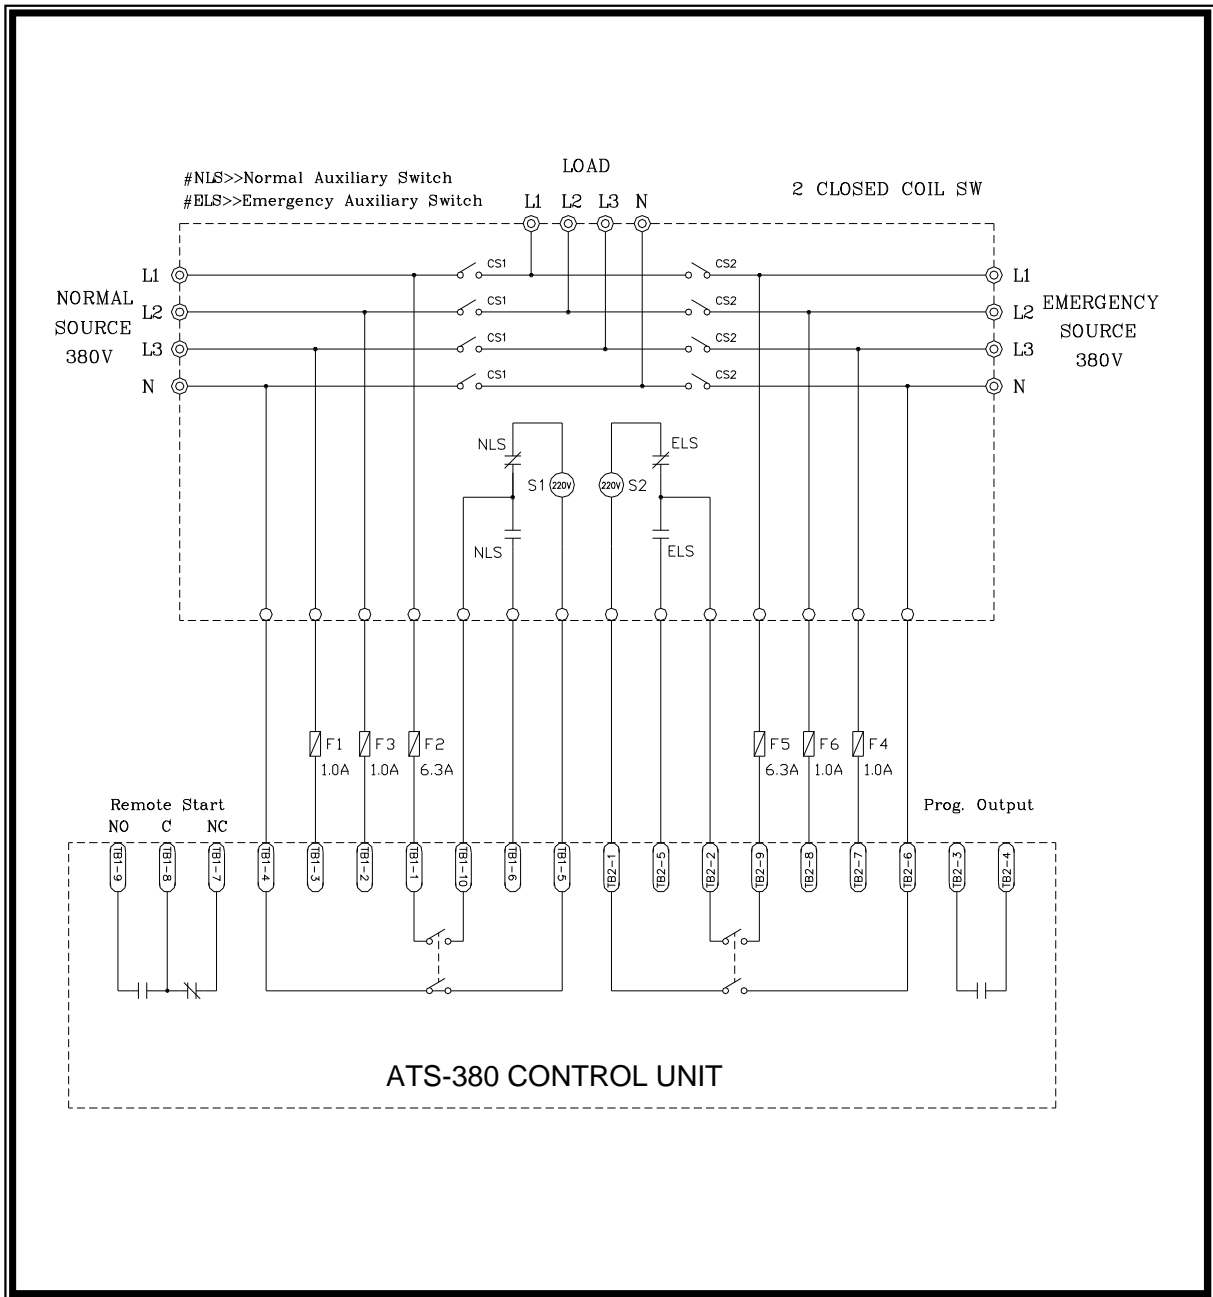 #NLS>>Normal Auxiliary Switch
#ELS>>Emergency Auxiliary Switch
LOAD
2 CLOSED COIL SW
L1 L2 L3 N
L1 CS1 CS2 L1
L2 CS1 CS2 L2
L3 CS1 CS2 L3
N CS1 CS2 N
NORMAL
SOURCE
380V
EMERGENCY
SOURCE
380V
NLS ELS
S1 220V 220V S2
NLS ELS
F1 F3 F2 F5 F6 F4
1.0A 1.0A 6.3A 6.3A 1.0A 1.0A
Remote Start
NO C NC
Prog. Output
TB1-9 TB1-8 TB1-7 TB1-4 TB1-3 TB1-2 TB1-1 TB1-10 TB1-6 TB1-5 TB2-1 TB2-5 TB2-2 TB2-9 TB2-8 TB2-7 TB2-6 TB2-3 TB2-4
ATS-380 CONTROL UNIT